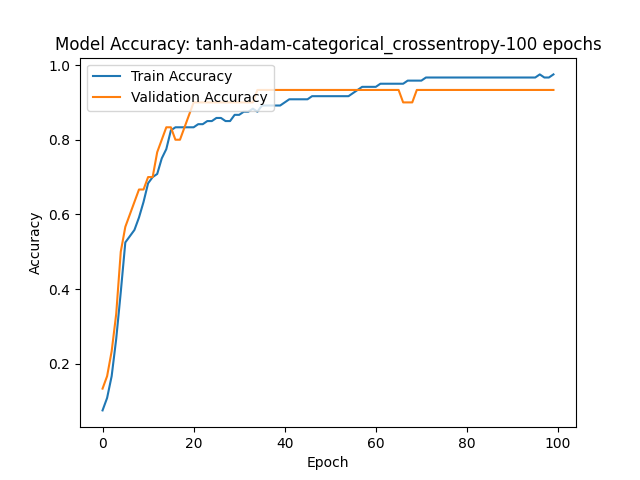 Model Accuracy: tanh-adam-categorical_crossentropy-100 epochs
1.0
Train Accuracy
Validation Accuracy
0.8
0.6
Accuracy
0.4
0.2
0 20 40 60 80 100
Epoch